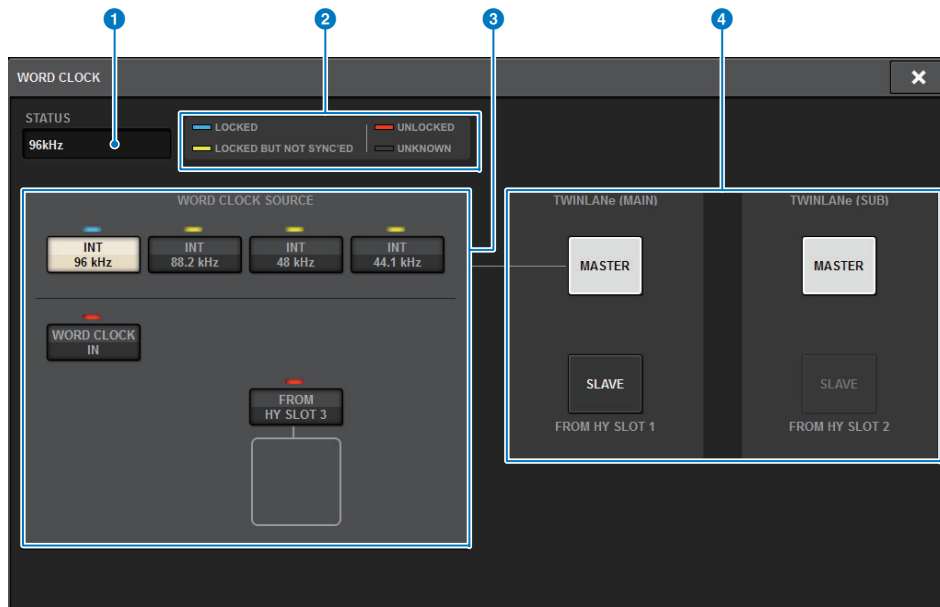 1 2 3 4
WORD CLOCK
STATUS
96kHz
LOCKED
UNLOCKED
LOCKED BUT NOT SYNC'ED
UNKNOWN
WORD CLOCK SOURCE
INT
96 kHz
INT
88.2 kHz
INT
48 kHz
INT
44.1 kHz
WORD CLOCK
IN
FROM
HY SLOT 3
TWINLANe (MAIN)
MASTER
SLAVE
FROM HY SLOT 1
TWINLANe (SUB)
MASTER
SLAVE
FROM HY SLOT 2